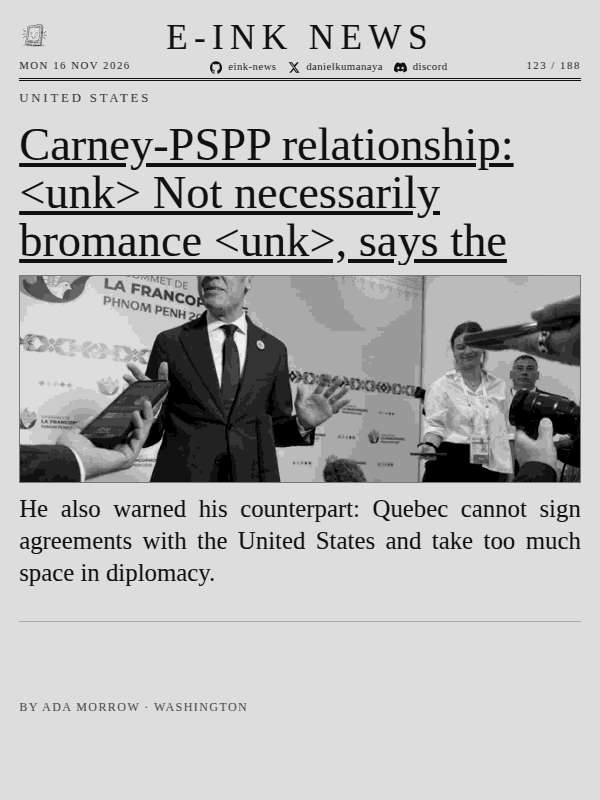 E-INK NEWS
MON 16 NOV 2026
eink-news
danielkumanaya
discord
123 / 188
UNITED STATES
Carney-PSPP relationship:
<unk> Not necessarily
bromance <unk>, says the
SOMMET DE
LA FRANCOP
PHNOM PENH 20
He also warned his counterpart: Quebec cannot sign
agreements with the United States and take too much
space in diplomacy.
BY ADA MORROW · WASHINGTON